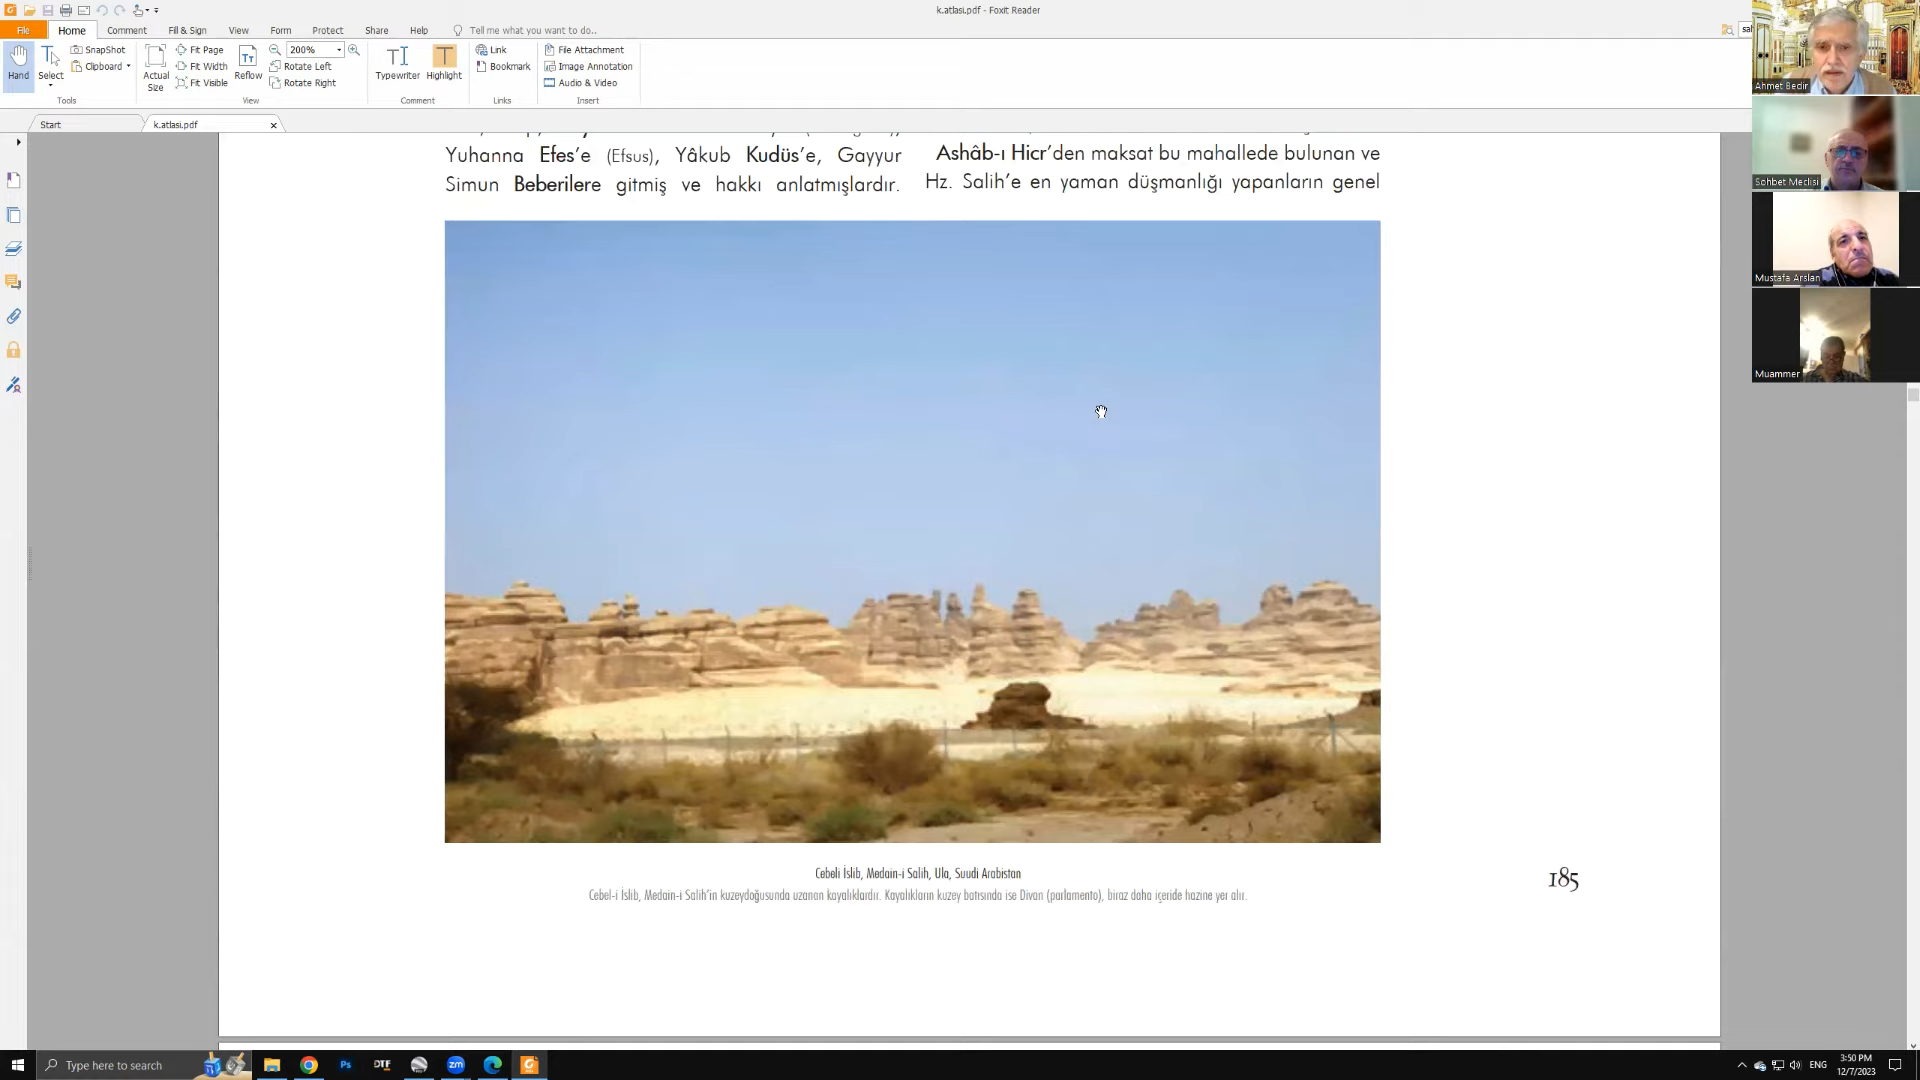 k.atlasi.pdf - Foxit Reader
File
Home
Comment
Fill & Sign
View
Form
Protect
Share
Help
Tell me what you want to do..
Hand
Select
SnapShot
Clipboard
Tools
Actual
Size
Fit Page
Fit Width
Fit Visible
Reflow
200%
Rotate Left
Rotate Right
View
Typewriter
Highlight
Comment
Link
Bookmark
Links
File Attachment
Image Annotation
Audio & Video
Insert
Start
k.atlasi.pdf
Yuhanna Efes'e (Efsus), Yâkub Kudüs'e, Gayyur
Simun Beberilere gitmiş ve hakkı anlatmışlardır.
Ashâb-ı Hicr'den maksat bu mahallede bulunan ve
Hz. Salih'e en yaman düşmanlığı yapanların genel
Cebeli İslib, Medain-i Salih, Ula, Suudi Arabistan
Cebel-i İslib, Medain-i Salih'in kuzeydoğusunda uzanan kayalıklardır. Kayalıkların kuzey batısında ise Divan (parlamento), biraz daha içeride hazine yer alır.
185
Ahmet Bedir
Sohbet Meclisi
Mustafa Arslan
Muammer
Type here to search
Ps
DTF
zm
ENG
3:50 PM
12/7/2023